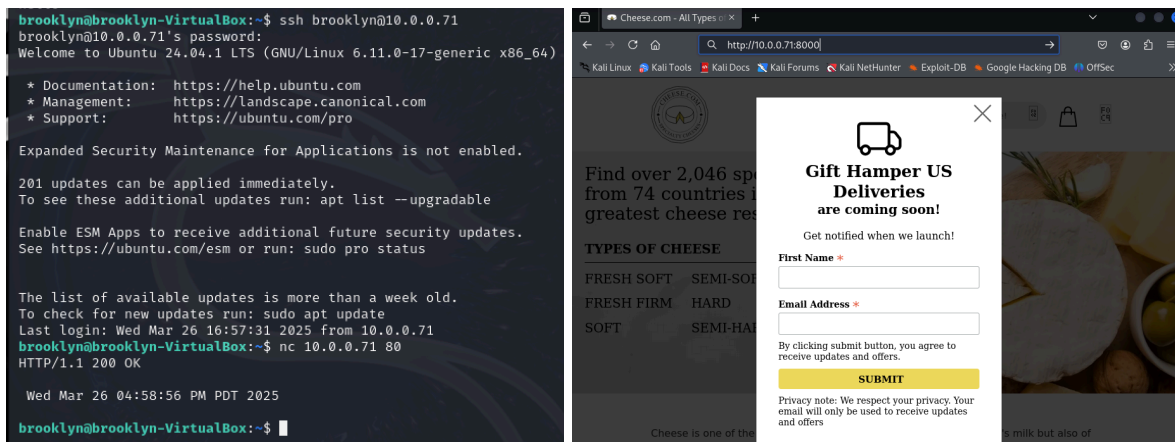 brooklyn@brooklyn-VirtualBox:~$ ssh brooklyn@10.0.0.71
brooklyn@10.0.0.71's password:
Welcome to Ubuntu 24.04.1 LTS (GNU/Linux 6.11.0-17-generic x86_64)
* Documentation: https://help.ubuntu.com
* Management: https://landscape.canonical.com
* Support: https://ubuntu.com/pro
Expanded Security Maintenance for Applications is not enabled.
201 updates can be applied immediately.
To see these additional updates run: apt list --upgradable
Enable ESM Apps to receive additional future security updates.
See https://ubuntu.com/esm or run: sudo pro status
The list of available updates is more than a week old.
To check for new updates run: sudo apt update
Last login: Wed Mar 26 16:57:31 2025 from 10.0.0.71
brooklyn@brooklyn-VirtualBox:~$ nc 10.0.0.71 80
HTTP/1.1 200 OK
Wed Mar 26 04:58:56 PM PDT 2025
brooklyn@brooklyn-VirtualBox:~$
Cheese.com - All Types of
http://10.0.0.71:8000
Kali Linux Kali Tools Kali Docs Kali Forums Kali NetHunter Exploit-DB Google Hacking DB OffSec
Find over 2,046 spe
from 74 countries i
greatest cheese res
TYPES OF CHEESE
FRESH SOFT SEMI-SOF
FRESH FIRM HARD
SOFT SEMI-HAR
Gift Hamper US
Deliveries
are coming soon!
Get notified when we launch!
First Name *
Email Address *
By clicking submit button, you agree to
receive updates and offers.
SUBMIT
Privacy note: We respect your privacy. Your
email will only be used to receive updates
and offers
Cheese is one of the
's milk but also of